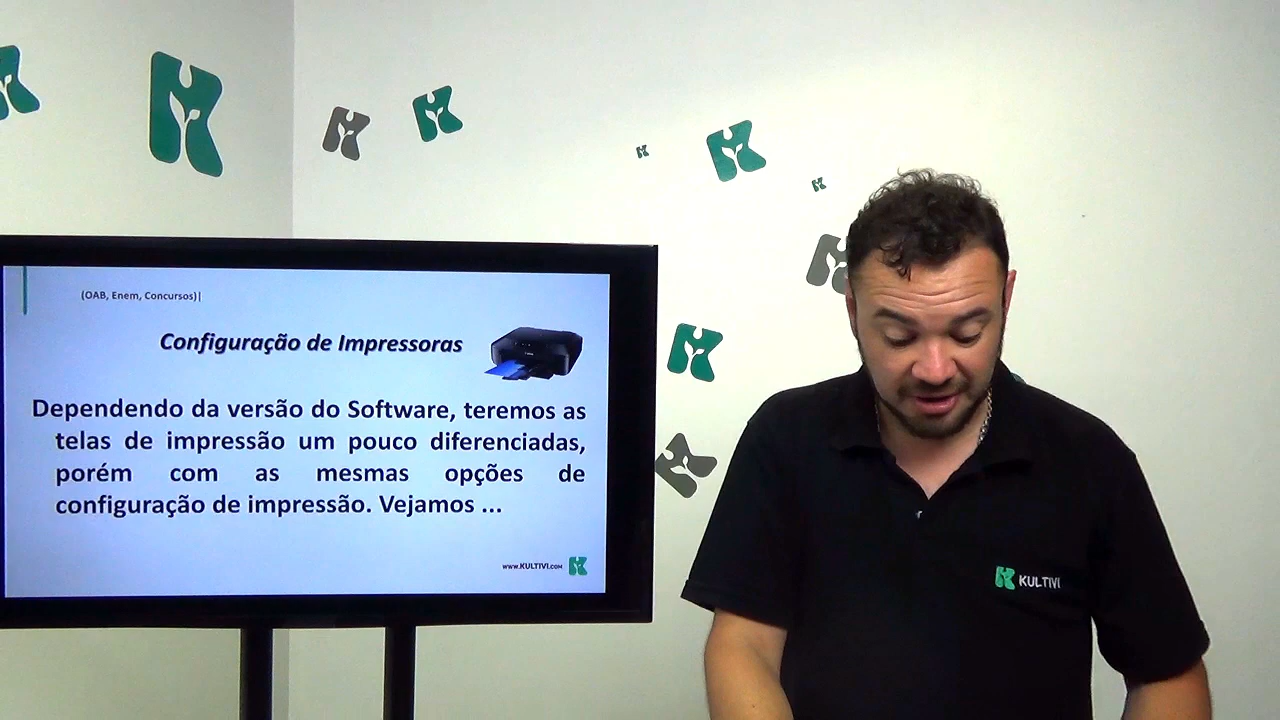 (OAB, Enem, Concursos)|
Configuração de Impressoras
Dependendo da versão do Software, teremos as
telas de impressão um pouco diferenciadas,
porém com as mesmas opções de
configuração de impressão. Vejamos ...
www.KULTIVI.com
KULTIVI